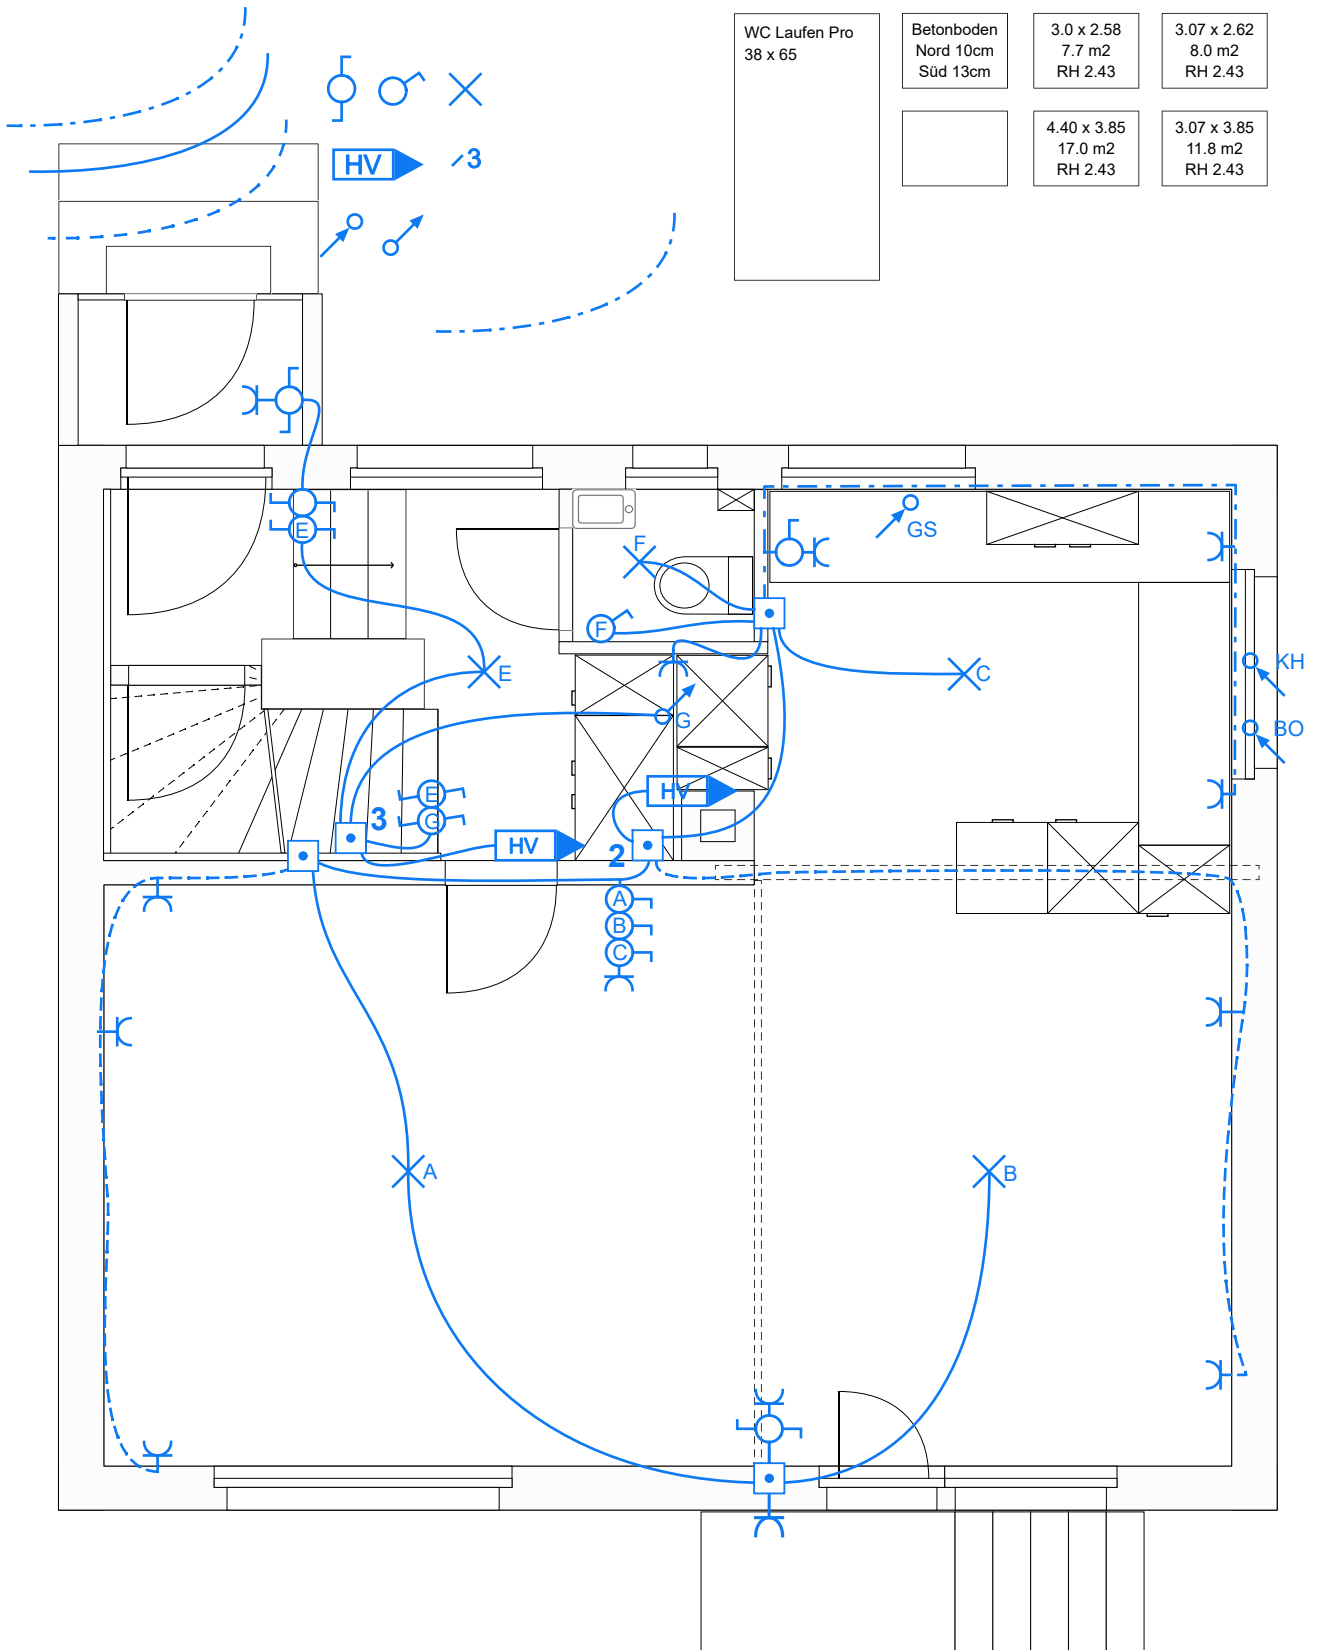 WC Laufen Pro
38 x 65
Betonboden
Nord 10cm
Süd 13cm
3.0 x 2.58
7.7 m2
RH 2.43
3.07 x 2.62
8.0 m2
RH 2.43
4.40 x 3.85
17.0 m2
RH 2.43
3.07 x 3.85
11.8 m2
RH 2.43
HV
3
E
F
GS
F
E
C
KH
G
BO
E
HV
3
G
HV
2
A
B
C
A
B